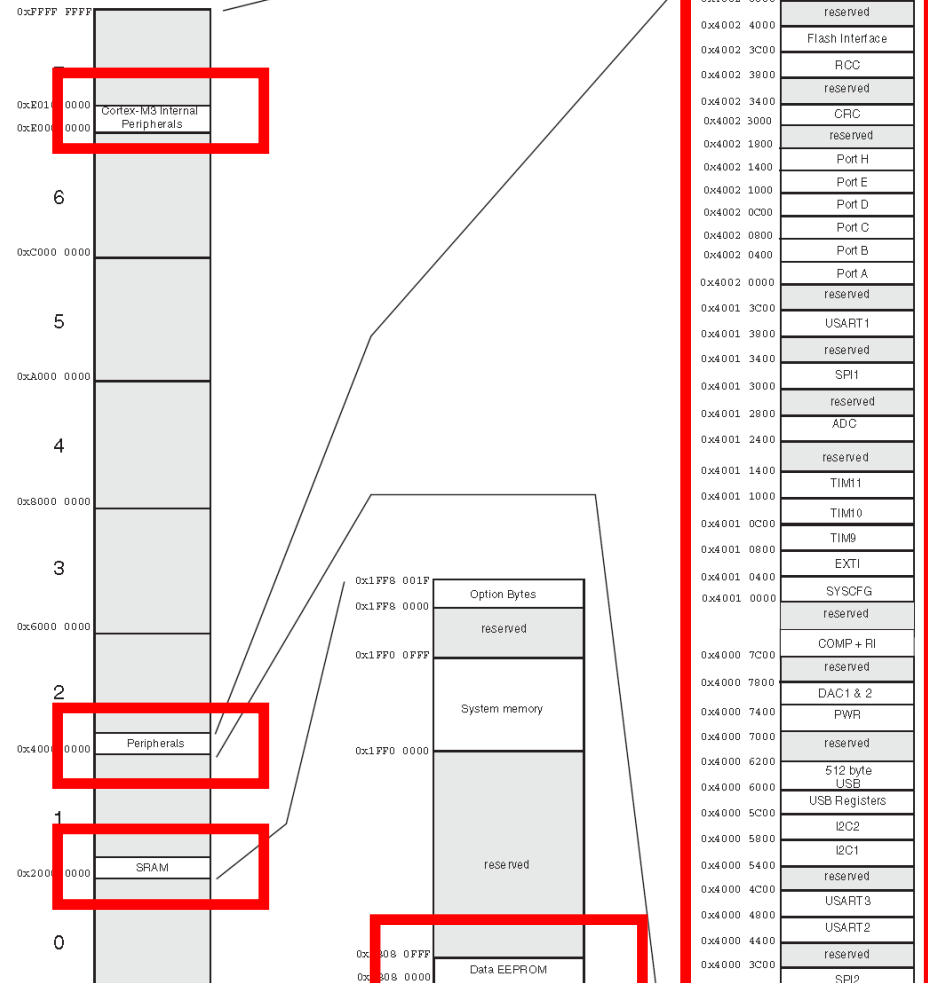 0xFFFF FFFF
0xE010 0000
Cortex-M3 Internal
Peripherals
0xE000 0000
6
0xC000 0000
5
0xA000 0000
4
0x8000 0000
3
0x6000 0000
2
Peripherals
0x4000 0000
1
SRAM
0x2000 0000
0
0x1FF8 001F
Option Bytes
0x1FF8 0000
reserved
0x1FF0 0FFF
System memory
0x1FF0 0000
reserved
808 0FFF
Data EEPROM
808 0000
reserved
0x4002 4000
Flash Interface
0x4002 3C00
RCC
0x4002 3800
reserved
0x4002 3400
CRC
0x4002 3000
reserved
0x4002 1800
Port H
0x4002 1400
Port E
0x4002 1000
Port D
0x4002 0C00
Port C
0x4002 0800
Port B
0x4002 0400
Port A
0x4002 0000
reserved
0x4001 3C00
USART1
0x4001 3800
reserved
0x4001 3400
SPI1
0x4001 3000
reserved
0x4001 2800
ADC
0x4001 2400
reserved
0x4001 1400
TIM11
0x4001 1000
TIM10
0x4001 0C00
TIM9
0x4001 0800
EXTI
0x4001 0400
SYSCFG
0x4001 0000
reserved
COMP + RI
0x4000 7C00
reserved
0x4000 7800
DAC1 & 2
0x4000 7400
PWR
0x4000 7000
reserved
0x4000 6200
512 byte
USB
0x4000 6000
USB Registers
0x4000 5C00
I2C2
0x4000 5800
I2C1
0x4000 5400
reserved
0x4000 4C00
USART3
0x4000 4800
USART2
0x4000 4400
reserved
0x4000 3C00
SPI2